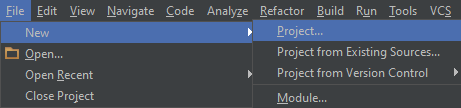 File Edit View Navigate Code Analyze Refactor Build Run Tools VCS
New Project...
Open... Project from Existing Sources...
Open Recent Project from Version Control
Close Project Module...